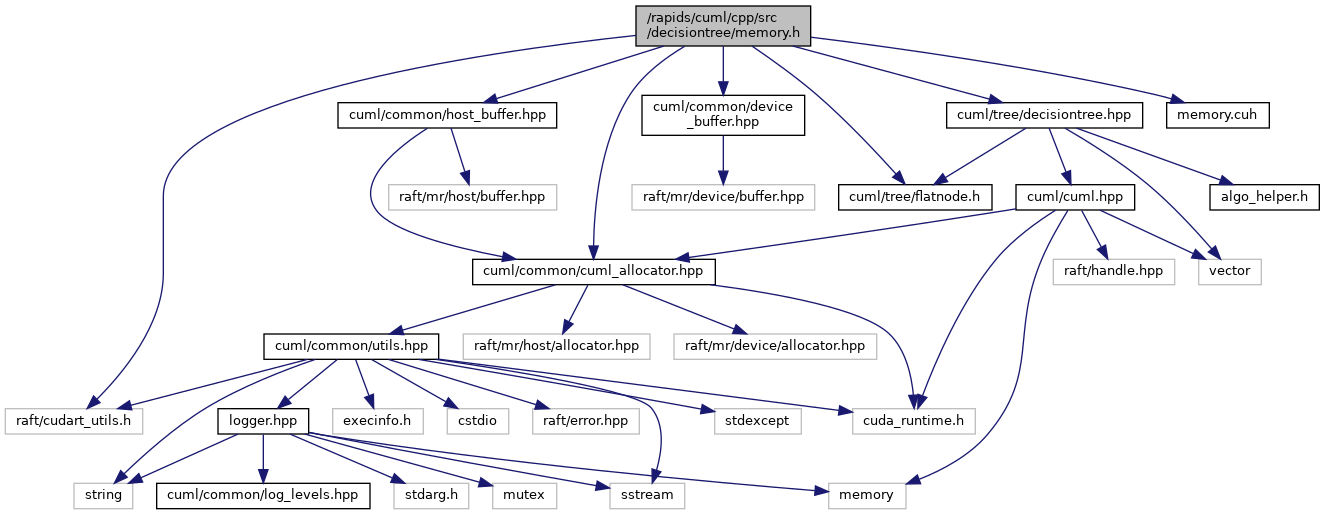 /rapids/cuml/cpp/src
/decisiontree/memory.h
cuml/common/host_buffer.hpp
cuml/common/device
_buffer.hpp
cuml/tree/decisiontree.hpp
memory.cuh
raft/mr/host/buffer.hpp
raft/mr/device/buffer.hpp
cuml/tree/flatnode.h
cuml/cuml.hpp
algo_helper.h
cuml/common/cuml_allocator.hpp
raft/handle.hpp
vector
cuml/common/utils.hpp
raft/mr/host/allocator.hpp
raft/mr/device/allocator.hpp
raft/cudart_utils.h
logger.hpp
execinfo.h
cstdio
raft/error.hpp
stdexcept
cuda_runtime.h
string
cuml/common/log_levels.hpp
stdarg.h
mutex
sstream
memory